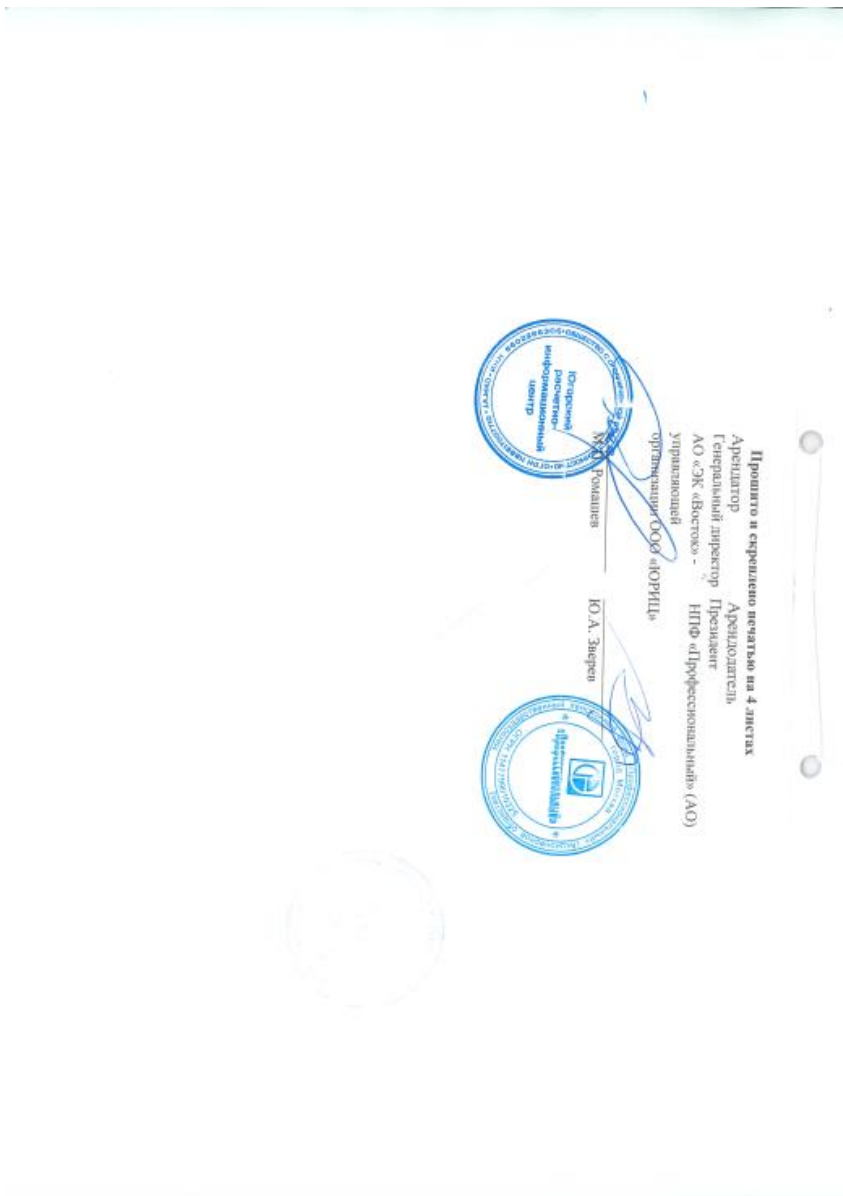 Прошито и скреплено печатью на 4 листах
Арендатор
Генеральный директор
АО «ЭК «Восток» -
управляющей
организации ООО «ЮРИЦ»
Ромашев
Арендодатель
Президент
НПФ «Профессиональный» (АО)
Ю.А. Зверев
Югорский
расчетно-
информационный
центр